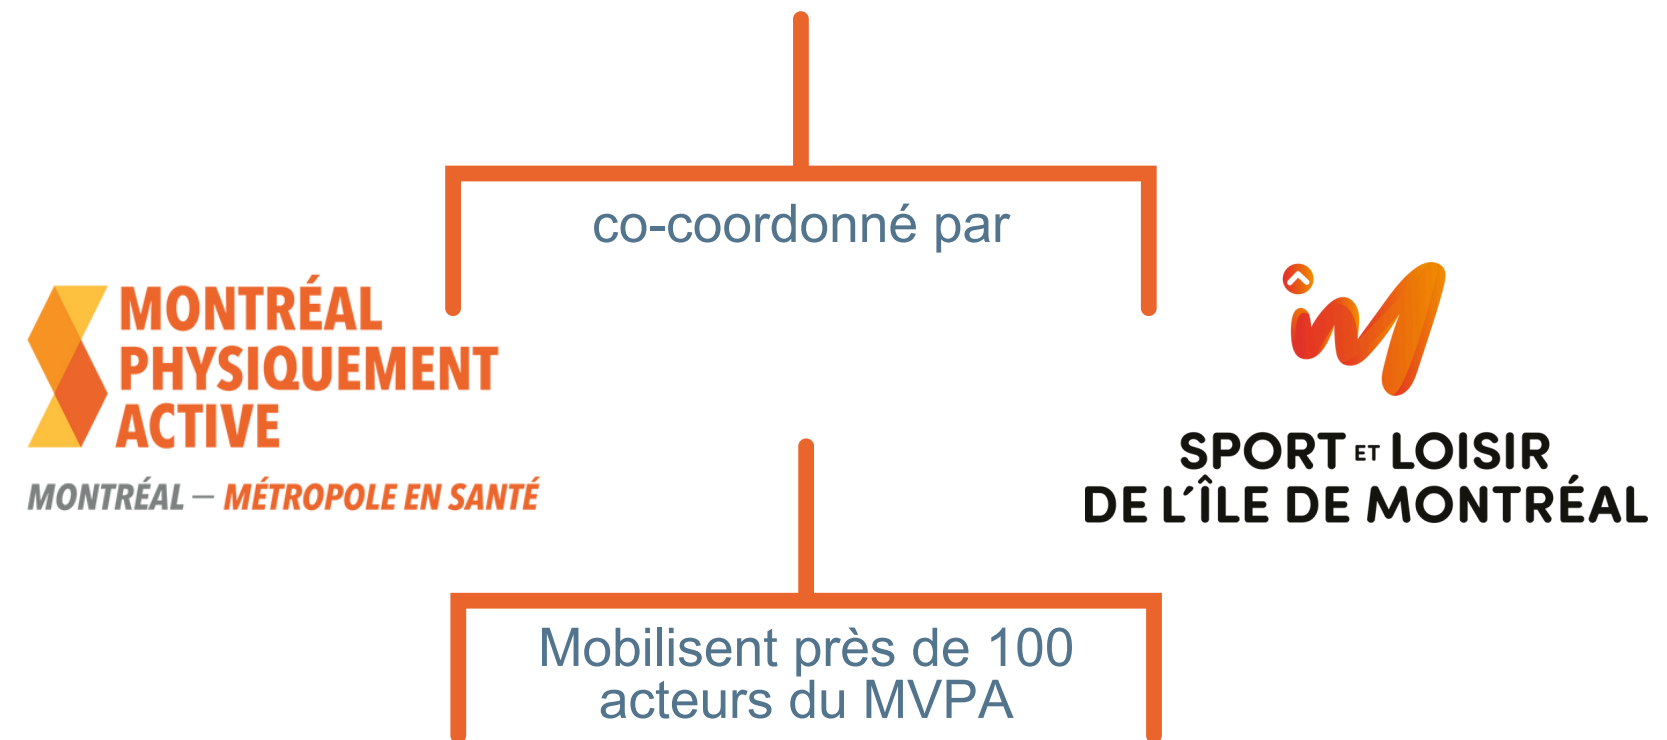 co-coordonné par
MONTRÉAL
PHYSIQUEMENT
ACTIVE
MONTRÉAL — MÉTROPOLE EN SANTÉ
iM
SPORT ET LOISIR
DE L'ÎLE DE MONTRÉAL
Mobilisent près de 100
acteurs du MVPA